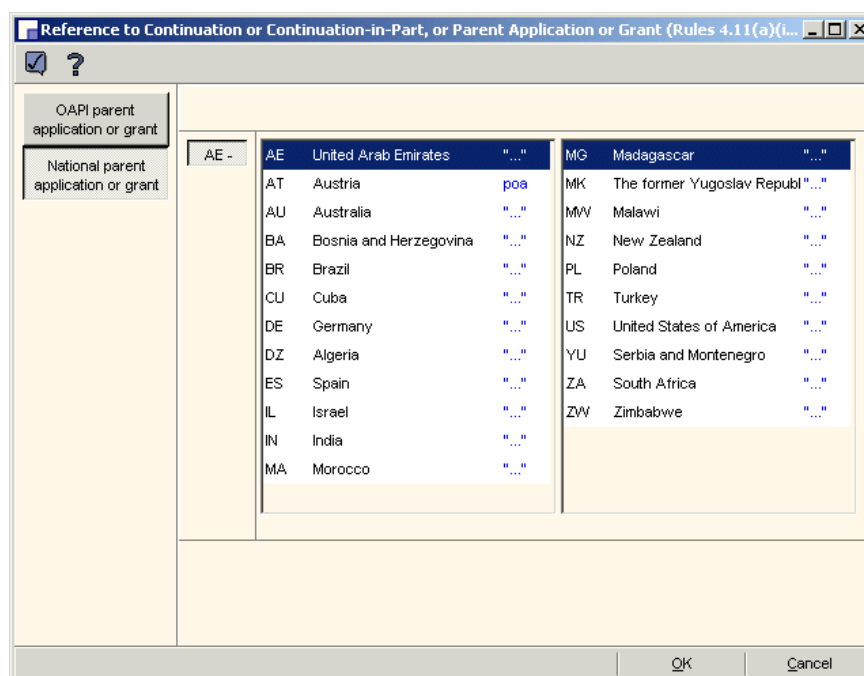 Reference to Continuation or Continuation-in-Part, or Parent Application or Grant (Rules 4.11(a)(i...
?
OAPI parent
application or grant
National parent
application or grant
AE -
AE United Arab Emirates "..."
AT Austria poa
AU Australia "..."
BA Bosnia and Herzegovina "..."
BR Brazil "..."
CU Cuba "..."
DE Germany "..."
DZ Algeria "..."
ES Spain "..."
IL Israel "..."
IN India "..."
MA Morocco "..."
MG Madagascar "..."
MK The former Yugoslav Republ "..."
MW Malawi "..."
NZ New Zealand "..."
PL Poland "..."
TR Turkey "..."
US United States of America "..."
YU Serbia and Montenegro "..."
ZA South Africa "..."
ZW Zimbabwe "..."
OK Cancel